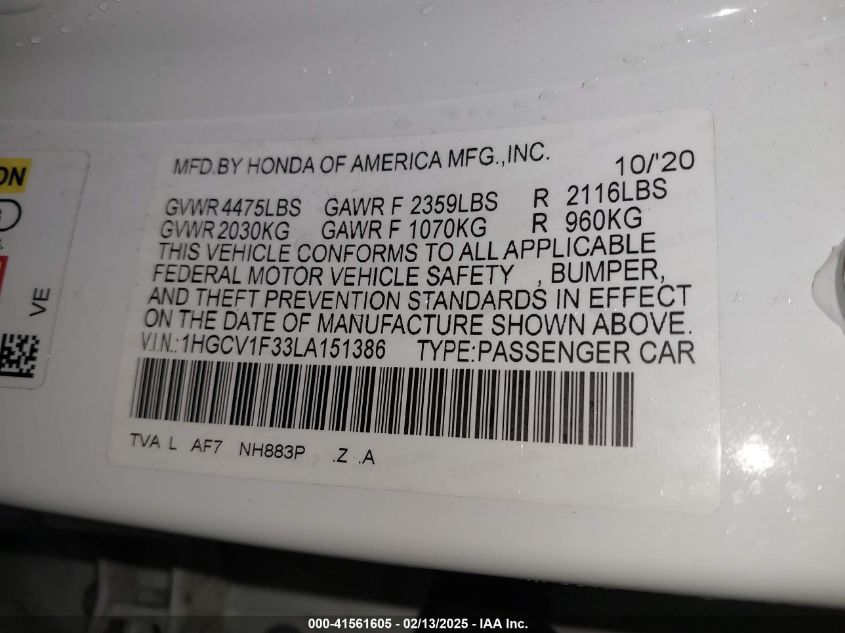 MFD.BY HONDA OF AMERICA MFG.,INC. 10/'20
GVWR 4475LBS GAWR F 2359LBS R 2116LBS
GVWR 2030KG GAWR F 1070KG R 960KG
THIS VEHICLE CONFORMS TO ALL APPLICABLE
FEDERAL MOTOR VEHICLE SAFETY , BUMPER,
AND THEFT PREVENTION STANDARDS IN EFFECT
ON THE DATE OF MANUFACTURE SHOWN ABOVE.
V.I.N.:1HGCV1F33LA151386 TYPE:PASSENGER CAR
TVA L AF7 NH883P .Z .A
ON
VE
000-41561605 - 02/13/2025 - IAA Inc.